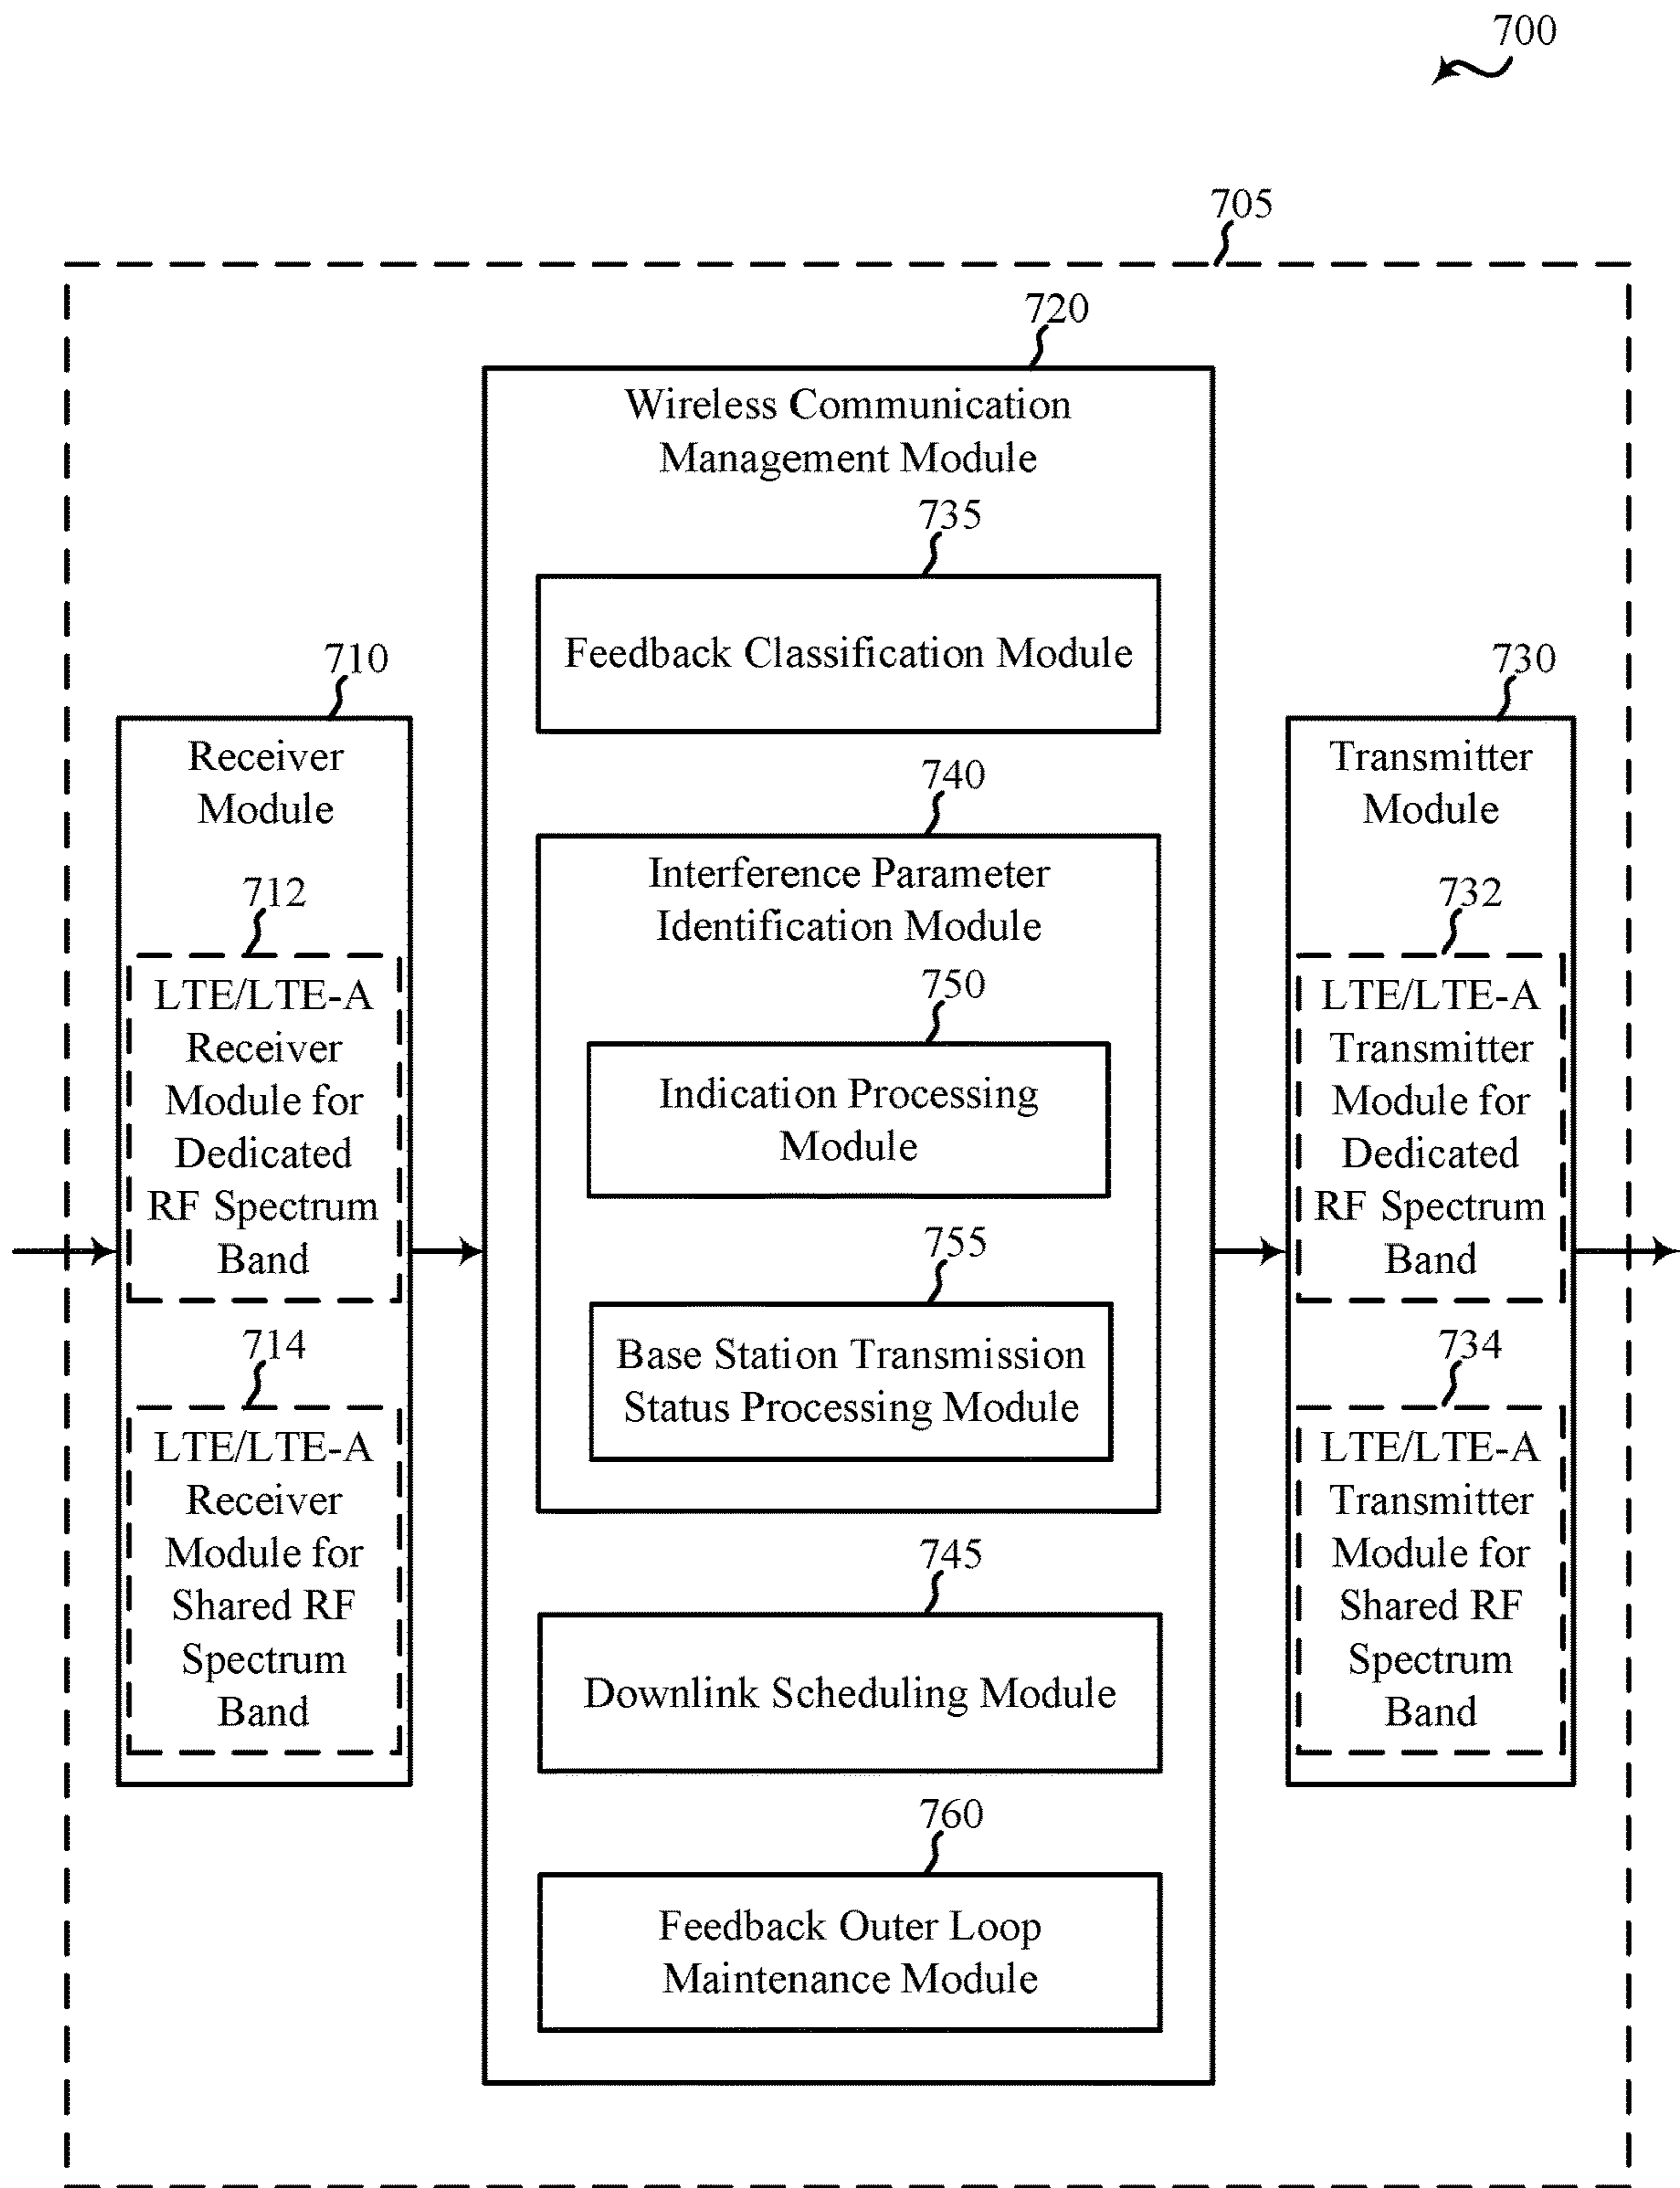 700
705
720
Wireless Communication
Management Module
735
Feedback Classification Module
710
Receiver
Module
712
LTE/LTE-A
Receiver
Module for
Dedicated
RF Spectrum
Band
714
LTE/LTE-A
Receiver
Module for
Shared RF
Spectrum
Band
740
Interference Parameter
Identification Module
750
Indication Processing
Module
755
Base Station Transmission
Status Processing Module
745
Downlink Scheduling Module
760
Feedback Outer Loop
Maintenance Module
730
Transmitter
Module
732
LTE/LTE-A
Transmitter
Module for
Dedicated
RF Spectrum
Band
734
LTE/LTE-A
Transmitter
Module for
Shared RF
Spectrum
Band